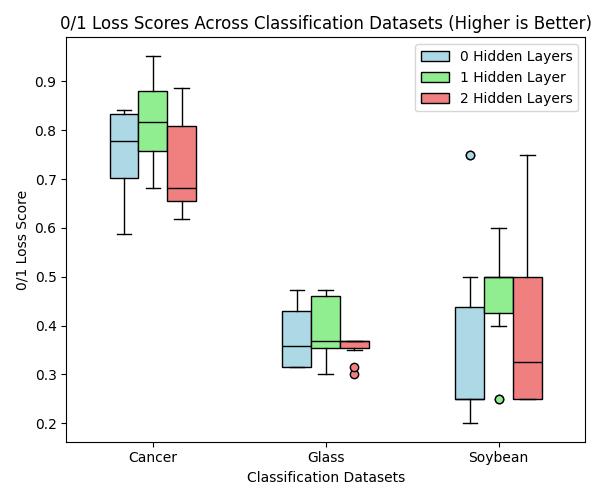 0/1 Loss Scores Across Classification Datasets (Higher is Better)
0 Hidden Layers
1 Hidden Layer
2 Hidden Layers
0.9
0.8
0.7
0.6
0.5
0.4
0.3
0.2
0/1 Loss Score
Cancer
Glass
Soybean
Classification Datasets